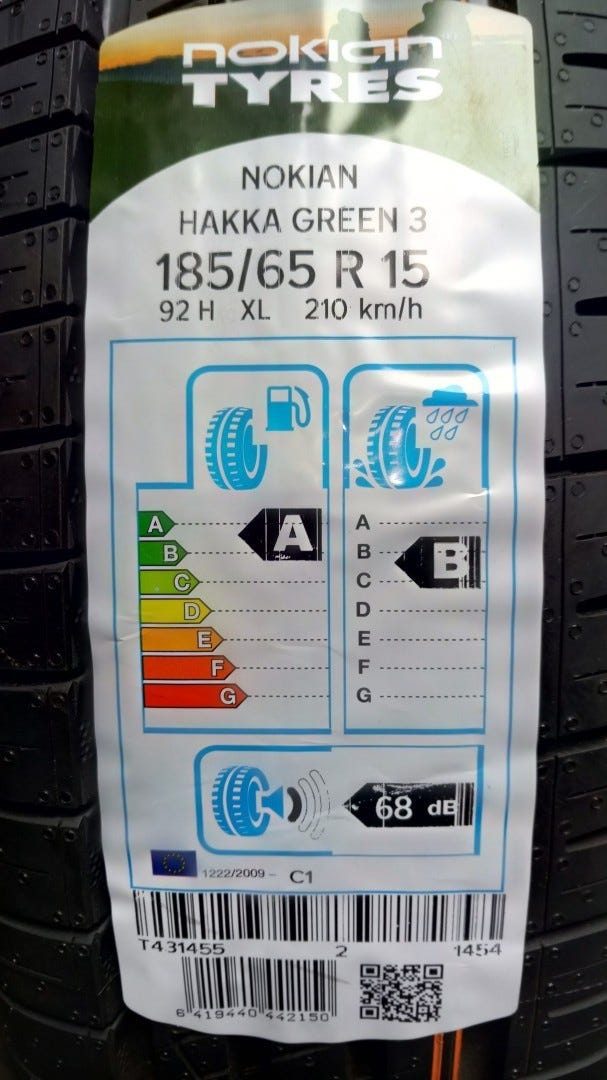 nokian
TYRES
NOKIAN
HAKKA GREEN 3
185/65 R 15
92 H XL 210 km/h
A
B
C
D
E
F
G
A
A
B
C
D
E
F
G
B
68 dB
1222/2009 - C1
T431455 2 1454
6 419440 442150